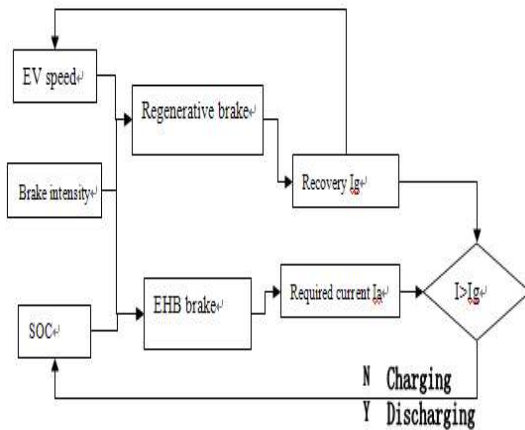 EV speed↵
Regenerative brake↵
Brake intensity↵
Recovery Ig↵
EHB brake↵
Required current Ia↵
I>Ig↵
SOC↵
N Charging
Y Discharging